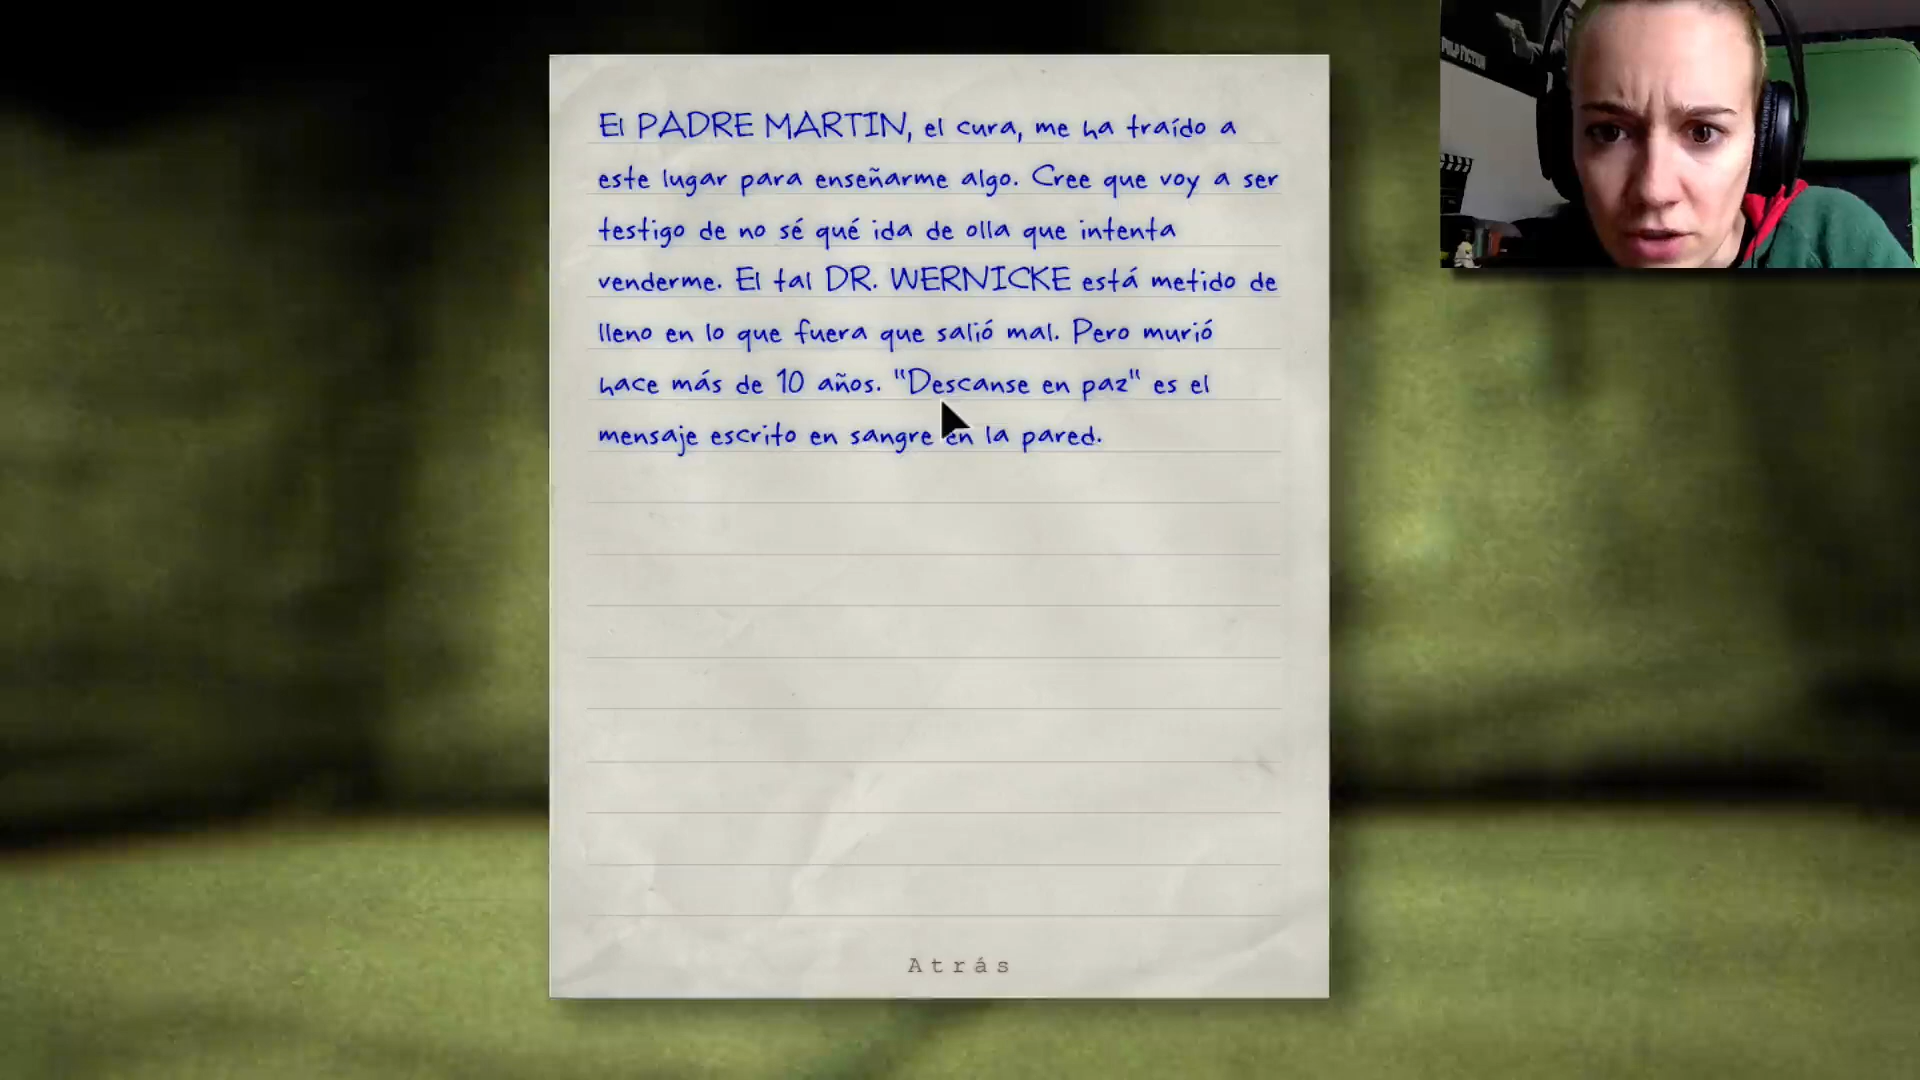 El PADRE MARTIN, el cura, me ha traído a
este lugar para enseñarme algo. Cree que voy a ser
testigo de no sé qué ida de olla que intenta
venderme. El tal DR. WERNICKE está metido de
lleno en lo que fuera que salió mal. Pero murió
hace más de 10 años. "Descanse en paz" es el
mensaje escrito en sangre en la pared.
Atrás
PULP FICTION